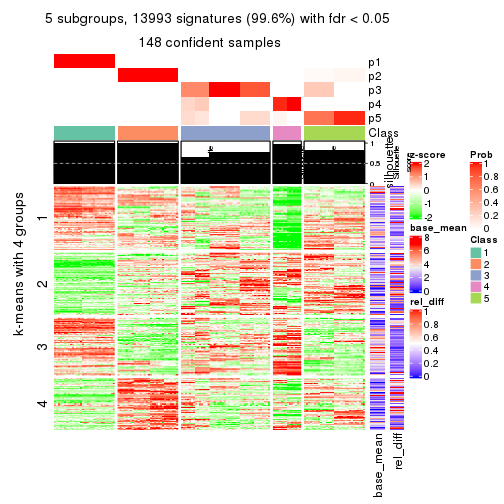 5 subgroups, 13993 signatures (99.6%) with fdr < 0.05
148 confident samples
p1
p2
p3
p4
p5
Class
1
0.5
0
silhouette
Silhouette
score
k-means with 4 groups
1
2
3
4
base_mean
rel_diff
z-score
2
1
0
-1
-2
base_mean
8
6
4
2
0
rel_diff
1
0.8
0.6
0.4
0.2
0
Prob
1
0.8
0.6
0.4
0.2
0
Class
1
2
3
4
5